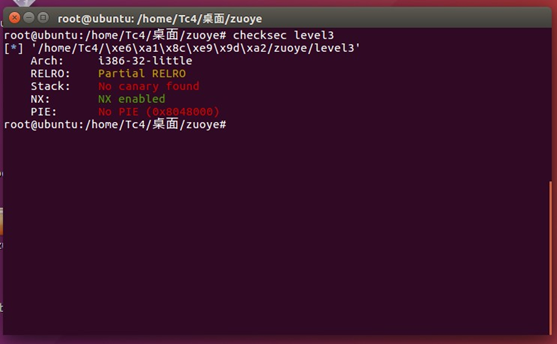 root@ubuntu: /home/Tc4/桌面/zuoye
root@ubuntu:/home/Tc4/桌面/zuoye# checksec level3
[*] '/home/Tc4/\xe6\xa1\x8c\xe9\x9d\xa2/zuoye/level3'
Arch: i386-32-little
RELRO: Partial RELRO
Stack: No canary found
NX: NX enabled
PIE: No PIE (0x8048000)
root@ubuntu:/home/Tc4/桌面/zuoye#